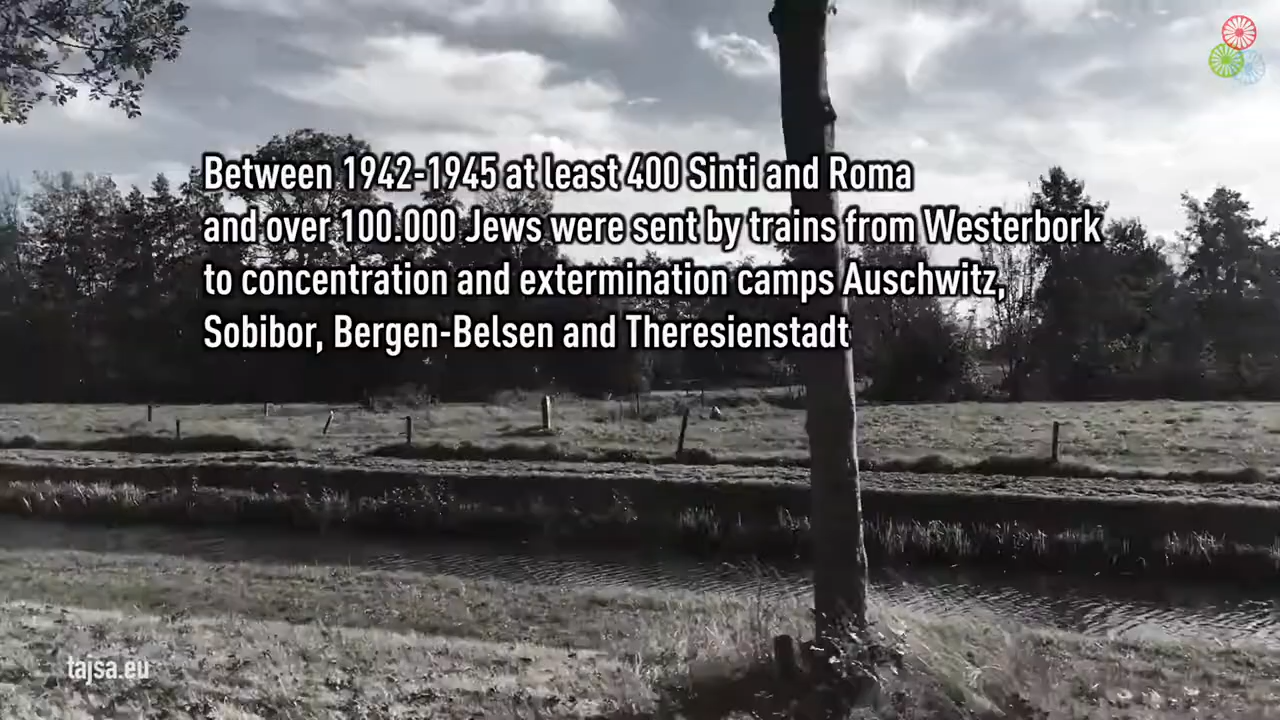 Between 1942-1945 at least 400 Sinti and Roma
and over 100.000 Jews were sent by trains from Westerbork
to concentration and extermination camps Auschwitz,
Sobibor, Bergen-Belsen and Theresienstadt
tajsa.eu